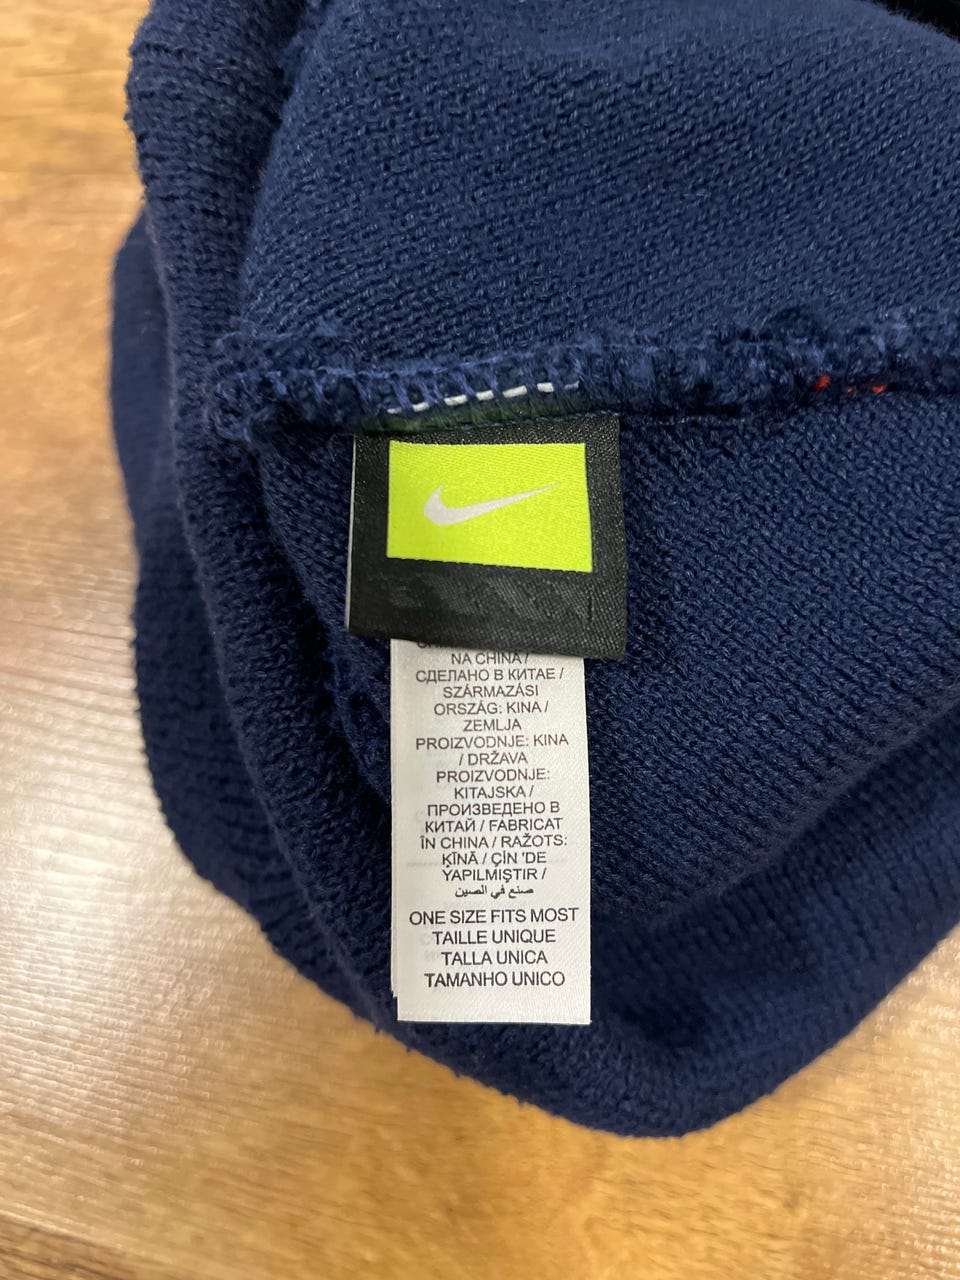 NA CHINA /
СДЕЛАНО В КИТАЕ /
SZÁRMAZÁSI
ORSZÁG: KINA /
ZEMLJA
PROIZVODNJE: KINA
/ DRŽAVA
PROIZVODNJE:
KITAJSKA /
ПРОИЗВЕДЕНО В
КИТАЙ / FABRICAT
ÎN CHINA / RAŽOTS:
ĶĪNĀ / ÇİN 'DE
YAPILMIŞTIR /
صنع في الصين
ONE SIZE FITS MOST
TAILLE UNIQUE
TALLA UNICA
TAMANHO UNICO